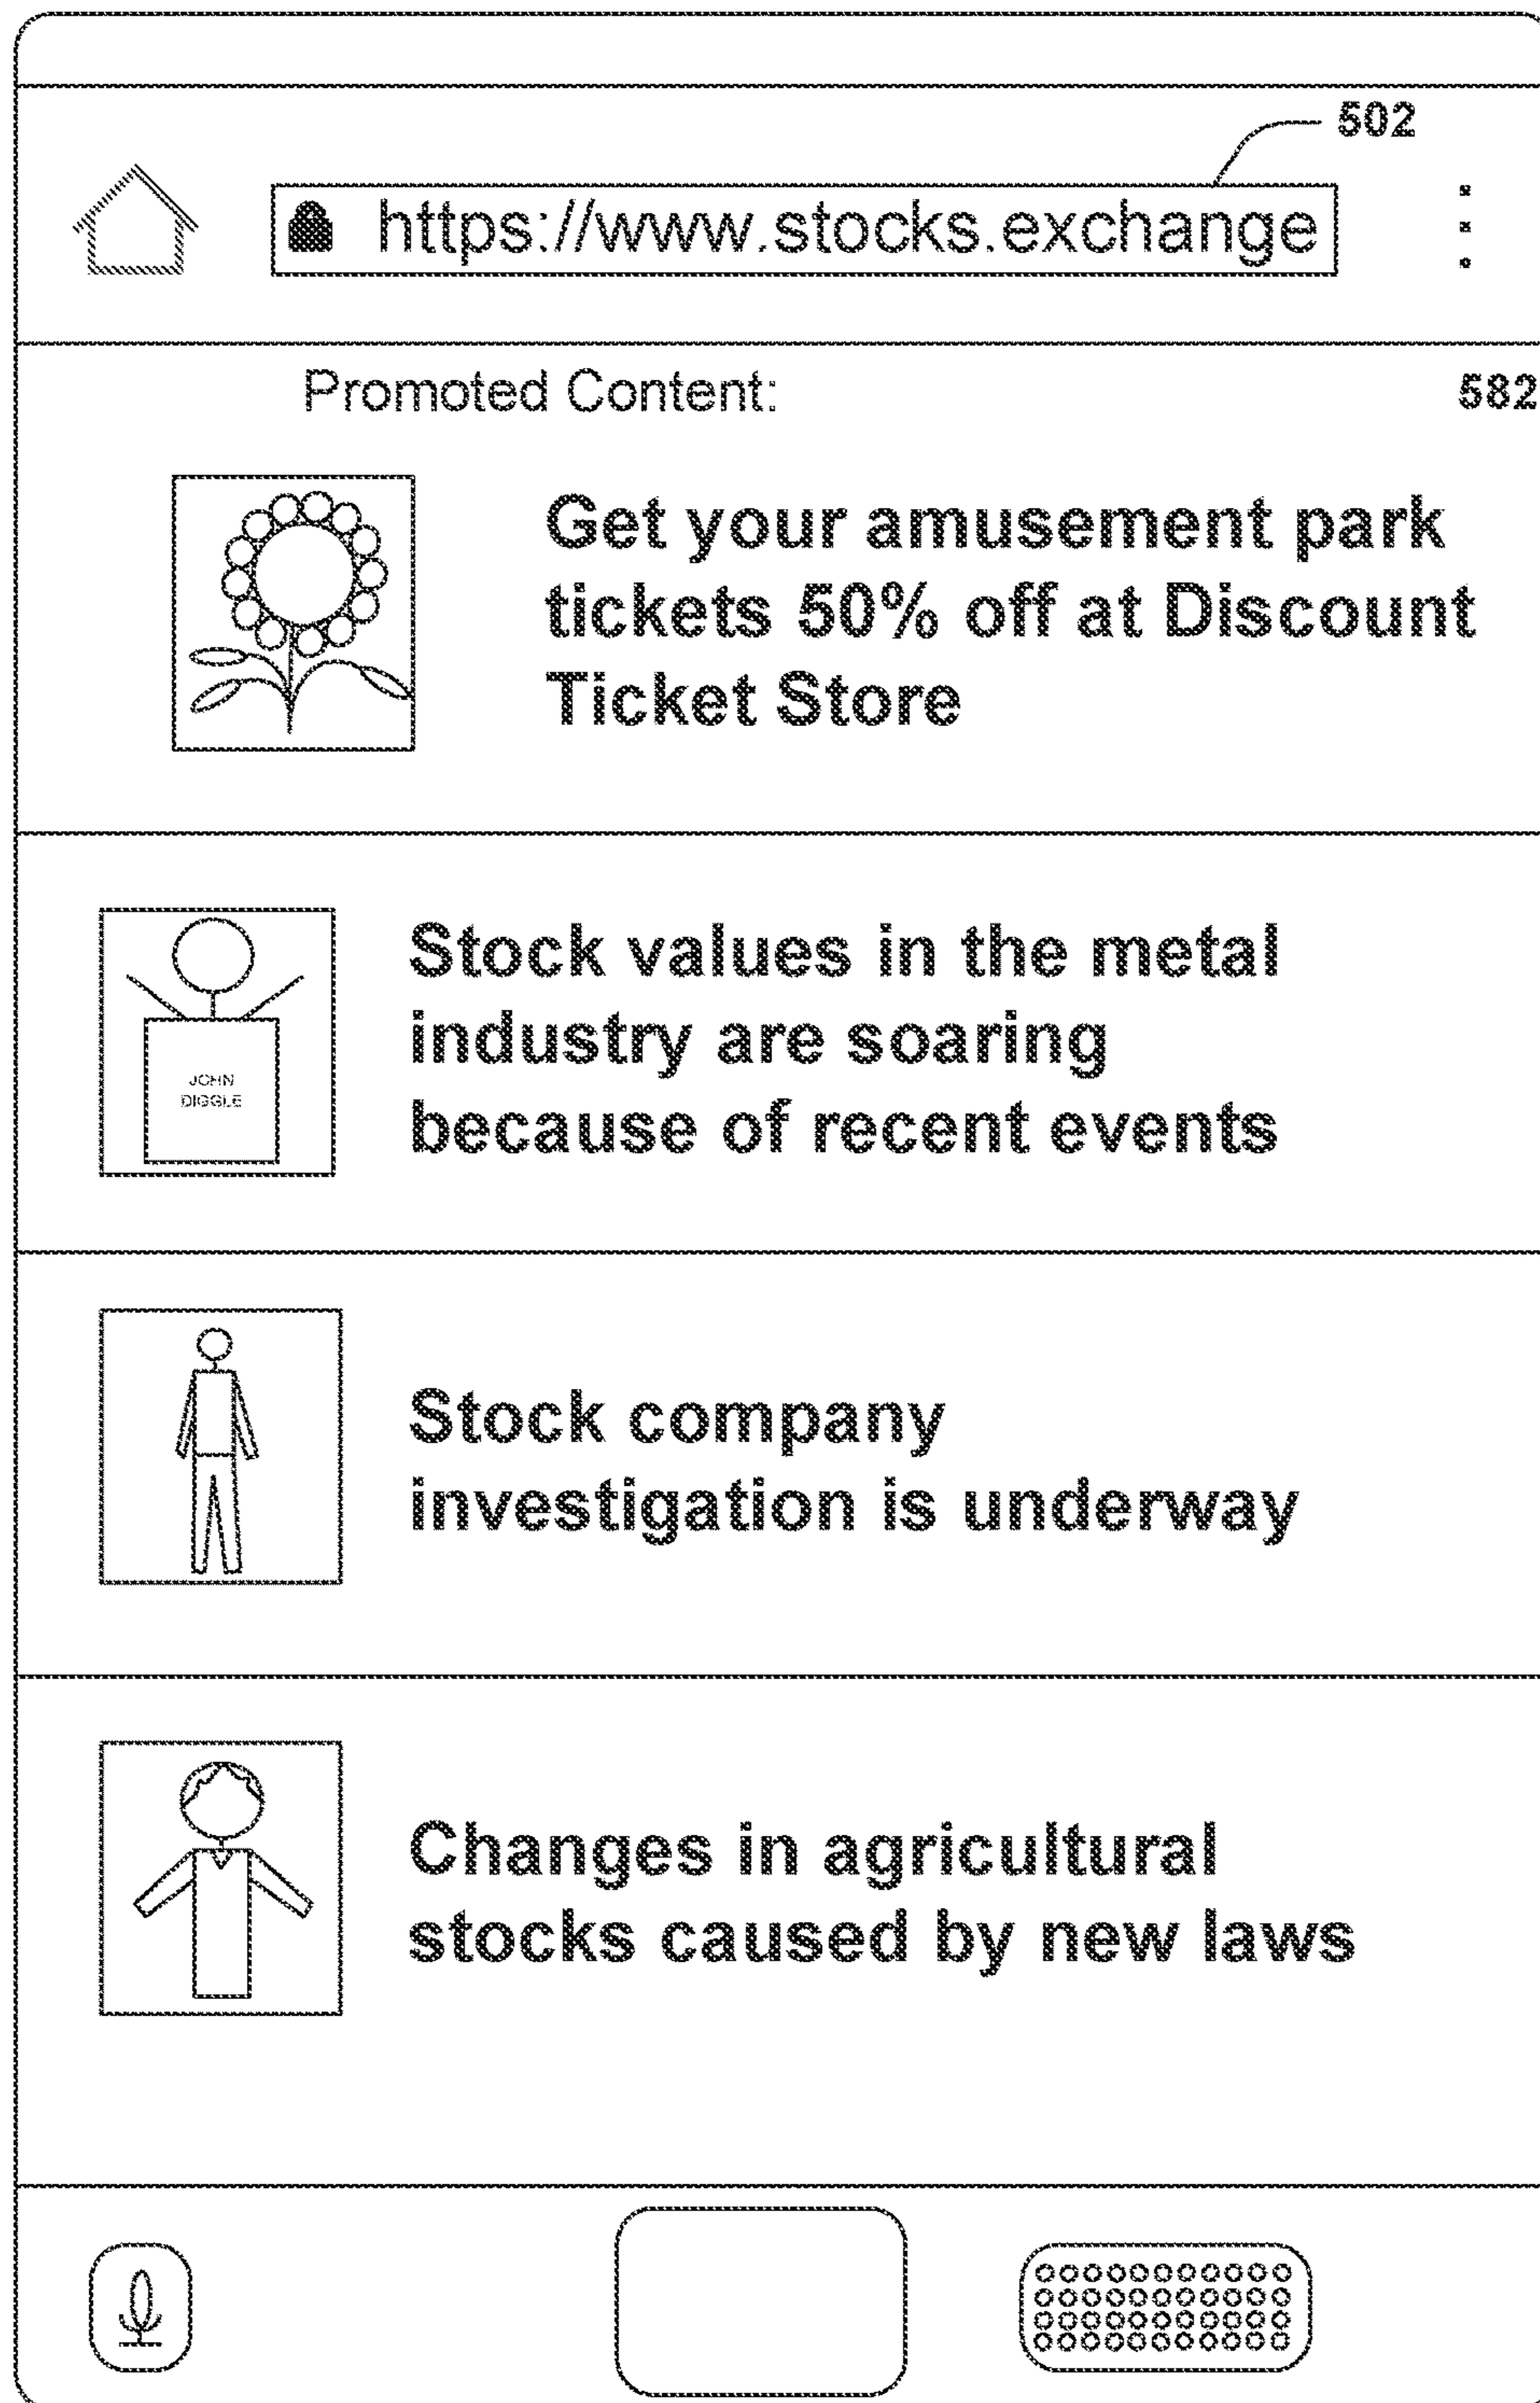 502
https://www.stocks.exchange
Promoted Content:
582
Get your amusement park
tickets 50% off at Discount
Ticket Store
Stock values in the metal
industry are soaring
because of recent events
JOHN
DIGGLE
Stock company
investigation is underway
Changes in agricultural
stocks caused by new laws